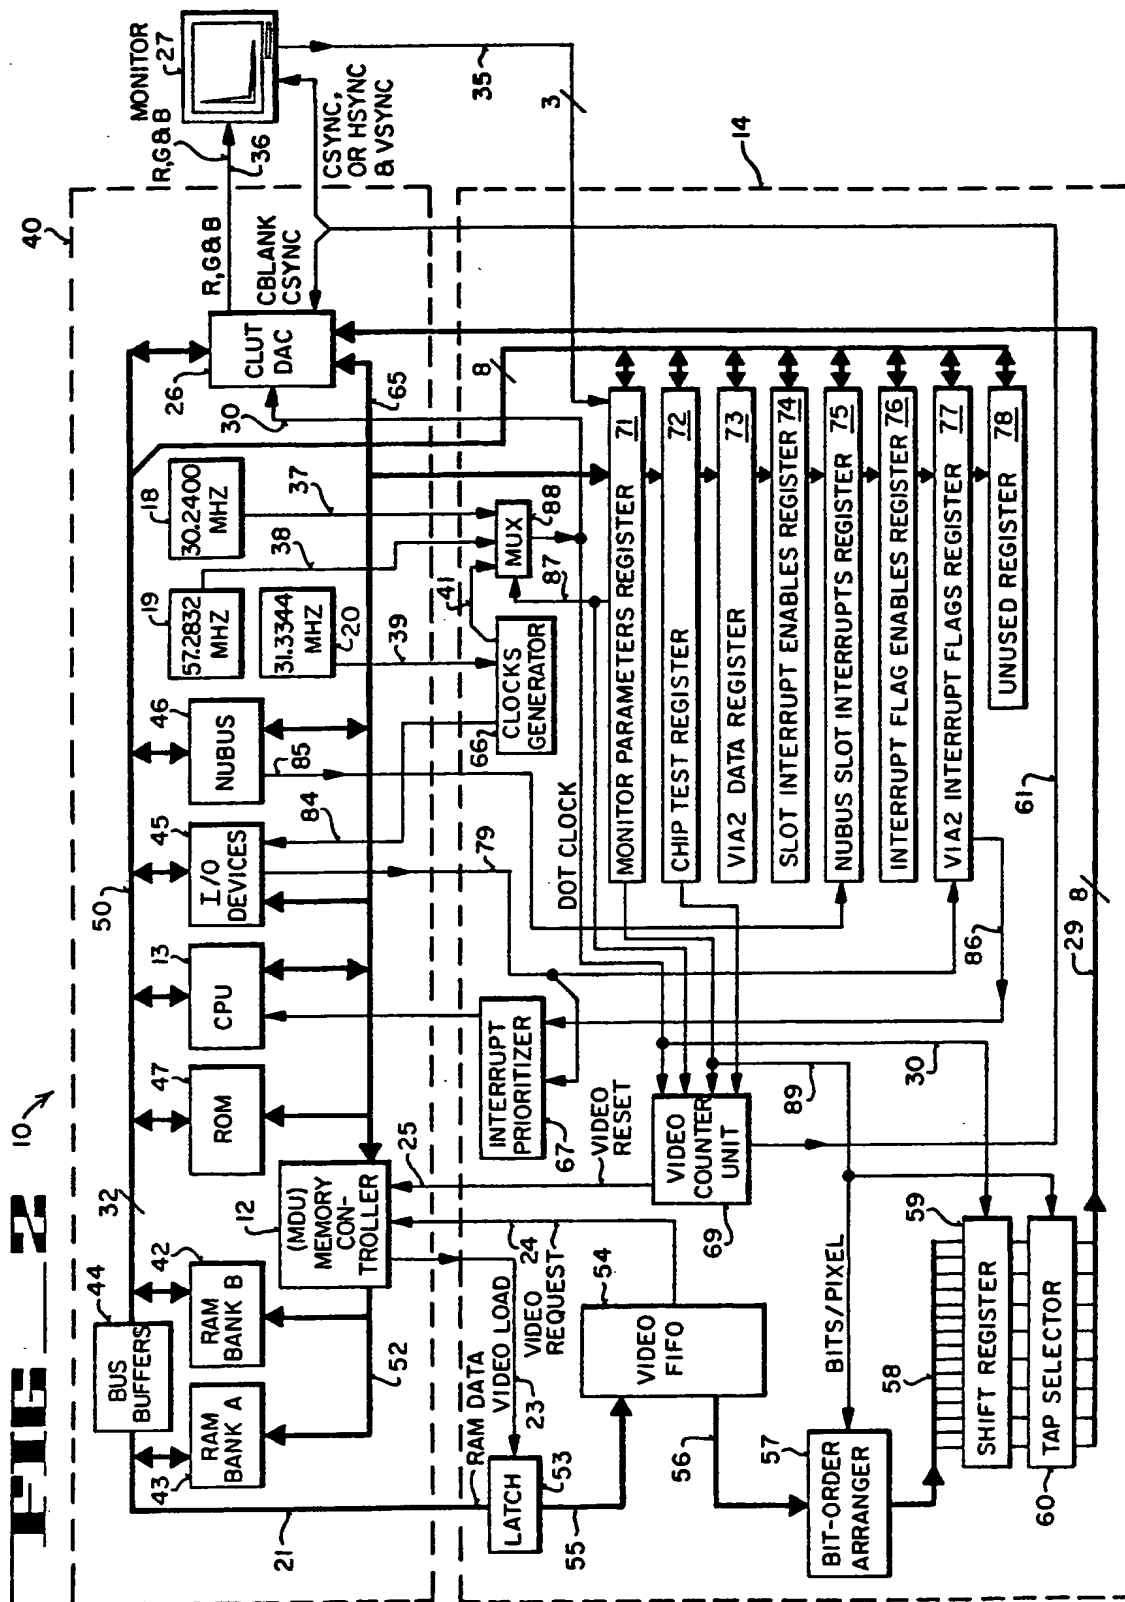 FIG_2
10
40
50
32
44
BUS
BUFFERS
42
RAM
BANK B
43
RAM
BANK A
52
21
RAM DATA
12
(MDU)
MEMORY
CON-
TROLLER
47
ROM
13
CPU
45
I/O
DEVICES
46
NUBUS
85
84
79
19
57.2832
MHZ
18
30.2400
MHZ
31.3344
MHZ
20
38
37
39
26
CLUT
DAC
30
65
R,G&B
CBLANK
CSYNC
MONITOR
27
R,G&B
36
CSYNC,
OR HSYNC
& VSYNC
35
3
14
8
41
MUX
88
87
66
CLOCKS
GENERATOR
DOT CLOCK
INTERRUPT
PRIORITIZER
67
VIDEO
RESET
25
24
VIDEO LOAD
VIDEO
REQUEST
23
LATCH
53
55
54
VIDEO
FIFO
56
69
VIDEO
COUNTER
UNIT
MONITOR PARAMETERS REGISTER 71
CHIP TEST REGISTER 72
VIA2 DATA REGISTER 73
SLOT INTERRUPT ENABLES REGISTER 74
NUBUS SLOT INTERRUPTS REGISTER 75
INTERRUPT FLAG ENABLES REGISTER 76
VIA2 INTERRUPT FLAGS REGISTER 77
UNUSED REGISTER 78
86
89
30
61
29
8
BITS/PIXEL
57
BIT-ORDER
ARRANGER
58
59
SHIFT REGISTER
TAP SELECTOR
60